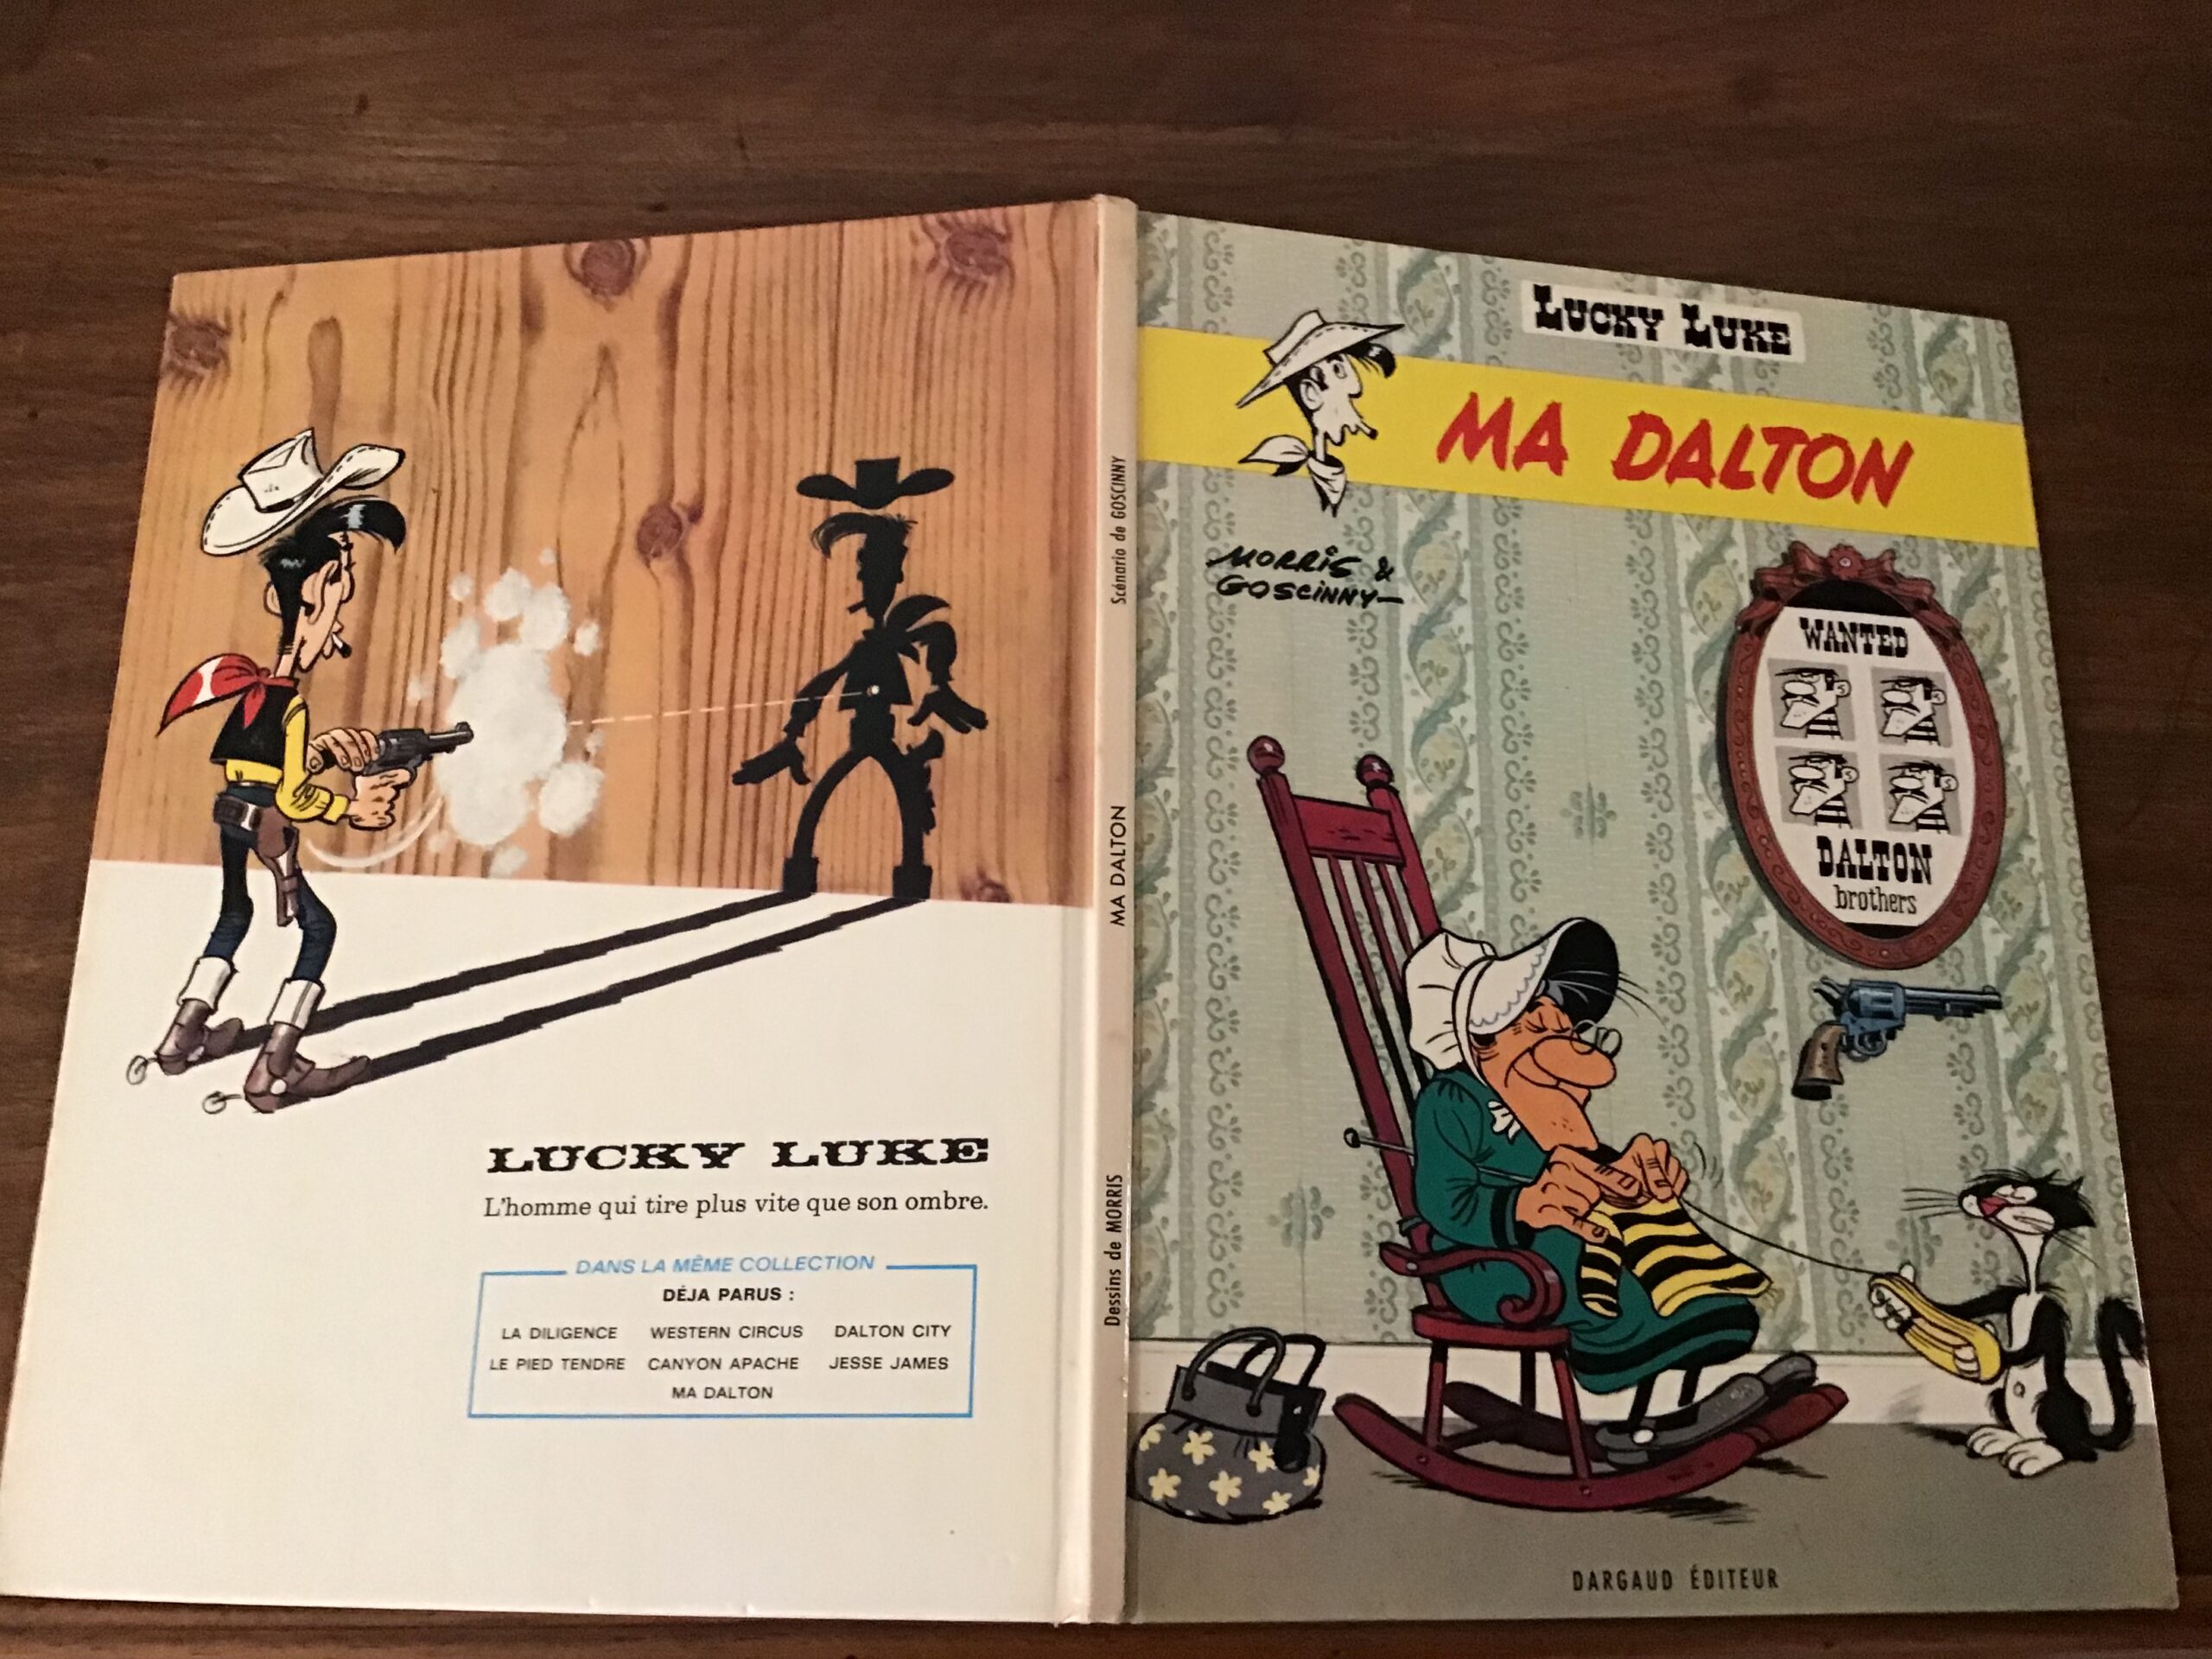 LUCKY LUKE
L'homme qui tire plus vite que son ombre.
DANS LA MÊME COLLECTION
DÉJA PARUS :
LA DILIGENCE WESTERN CIRCUS DALTON CITY
LE PIED TENDRE CANYON APACHE JESSE JAMES
MA DALTON
Dessins de MORRIS
MA DALTON
Scénario de GOSCINNY
LUCKY LUKE
MA DALTON
MORRIS &
GOSCINNY
WANTED
DALTON
brothers
DARGAUD ÉDITEUR